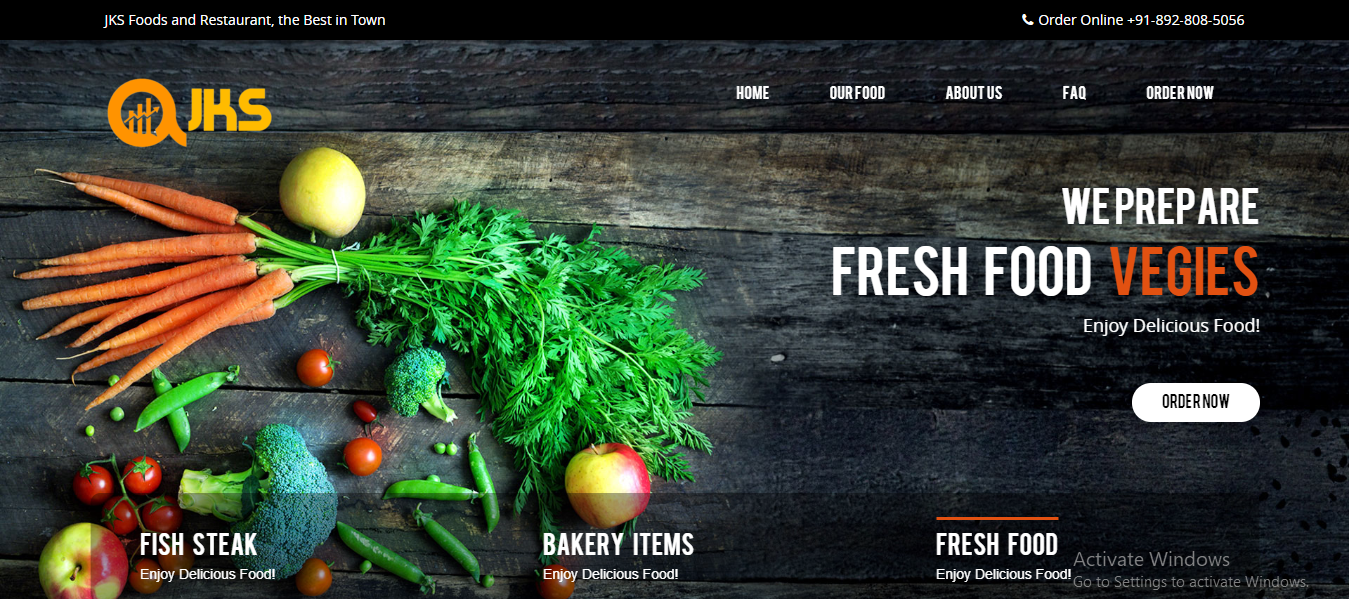 JKS Foods and Restaurant, the Best in Town
Order Online +91-892-808-5056
JKS
HOME OUR FOOD ABOUT US FAQ ORDER NOW
WE PREPARE
FRESH FOOD VEGIES
Enjoy Delicious Food!
ORDER NOW
FISH STEAK
Enjoy Delicious Food!
BAKERY ITEMS
Enjoy Delicious Food!
FRESH FOOD
Enjoy Delicious Food!
Activate Windows
Go to Settings to activate Windows.